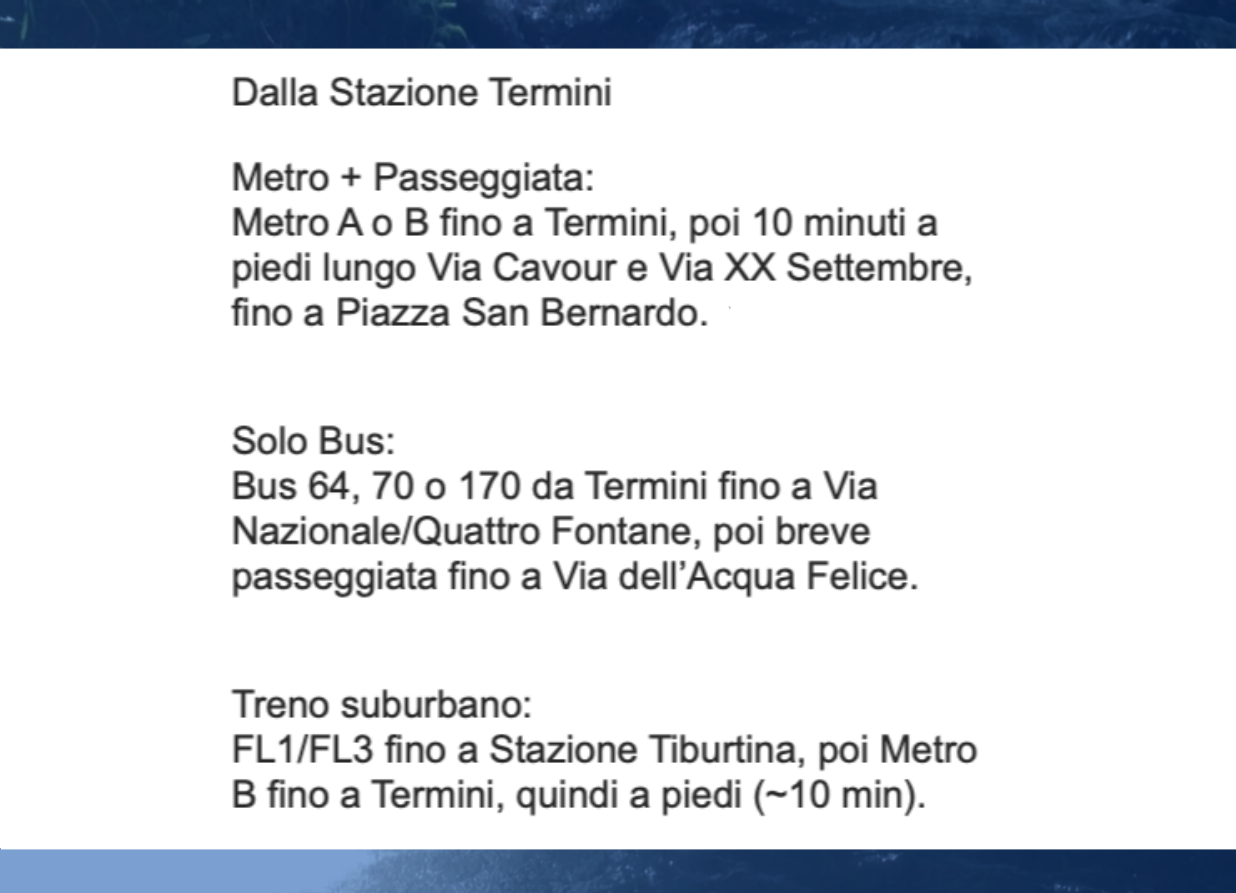 Dalla Stazione Termini
Metro + Passeggiata:
Metro A o B fino a Termini, poi 10 minuti a
piedi lungo Via Cavour e Via XX Settembre,
fino a Piazza San Bernardo.
Solo Bus:
Bus 64, 70 o 170 da Termini fino a Via
Nazionale/Quattro Fontane, poi breve
passeggiata fino a Via dell’Acqua Felice.
Treno suburbano:
FL1/FL3 fino a Stazione Tiburtina, poi Metro
B fino a Termini, quindi a piedi (~10 min).